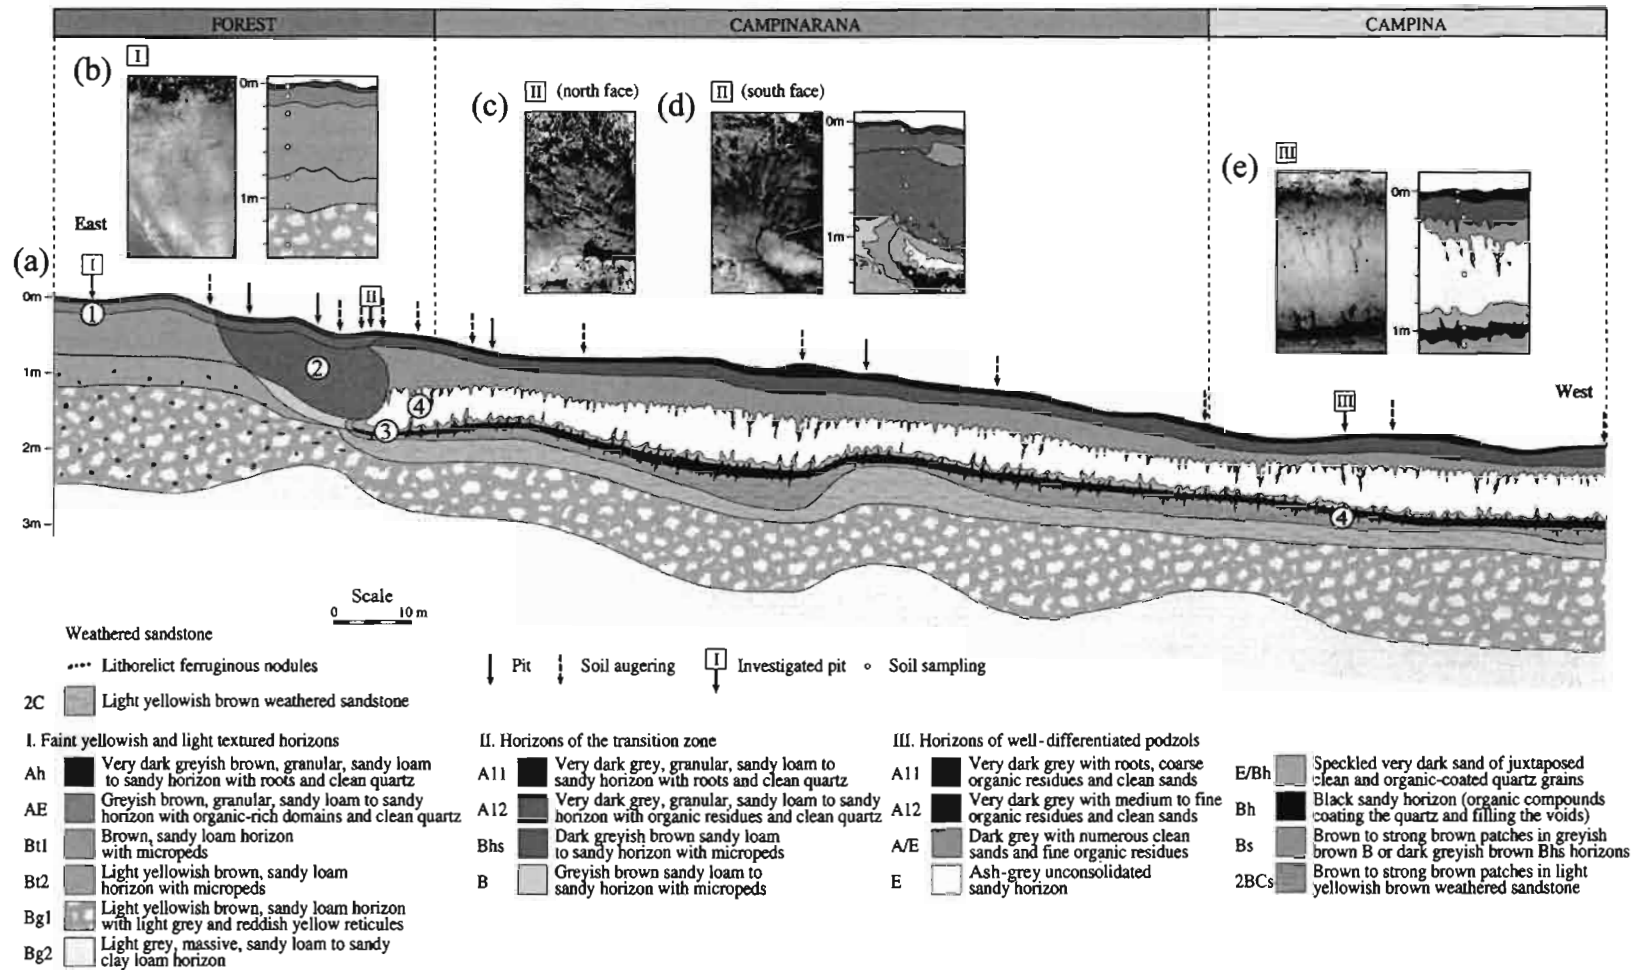 FOREST
CAMPINARANA
CAMPINA
(b)
I
0m
1m
(c)
II (north face)
(d)
II (south face)
0m
1m
(e)
III
0m
1m
East
West
(a)
I
II
III
0m
1m
2m
3m
1
2
3
4
4
Scale
0 10 m
Weathered sandstone
Lithorelict ferruginous nodules
2C Light yellowish brown weathered sandstone
Pit
Soil augering
I Investigated pit
Soil sampling
I. Faint yellowish and light textured horizons
Ah Very dark greyish brown, granular, sandy loam
to sandy horizon with roots and clean quartz
AE Greyish brown, granular, sandy loam to sandy
horizon with organic-rich domains and clean quartz
Bt1 Brown, sandy loam horizon
with micropeds
Bt2 Light yellowish brown, sandy loam
horizon with micropeds
Bg1 Light yellowish brown, sandy loam horizon
with light grey and reddish yellow reticules
Bg2 Light grey, massive, sandy loam to sandy
clay loam horizon
II. Horizons of the transition zone
A11 Very dark grey, granular, sandy loam to
sandy horizon with roots and clean quartz
A12 Very dark grey, granular, sandy loam to sandy
horizon with organic residues and clean quartz
Bhs Dark greyish brown sandy loam
to sandy horizon with micropeds
B Greyish brown sandy loam to
sandy horizon with micropeds
III. Horizons of well-differentiated podzols
A11 Very dark grey with roots, coarse
organic residues and clean sands
A12 Very dark grey with medium to fine
organic residues and clean sands
A/E Dark grey with numerous clean
sands and fine organic residues
E Ash-grey unconsolidated
sandy horizon
E/Bh Speckled very dark sand of juxtaposed
clean and organic-coated quartz grains
Bh Black sandy horizon (organic compounds
coating the quartz and filling the voids)
Bs Brown to strong brown patches in greyish
brown B or dark greyish brown Bhs horizons
2BCs Brown to strong brown patches in light
yellowish brown weathered sandstone